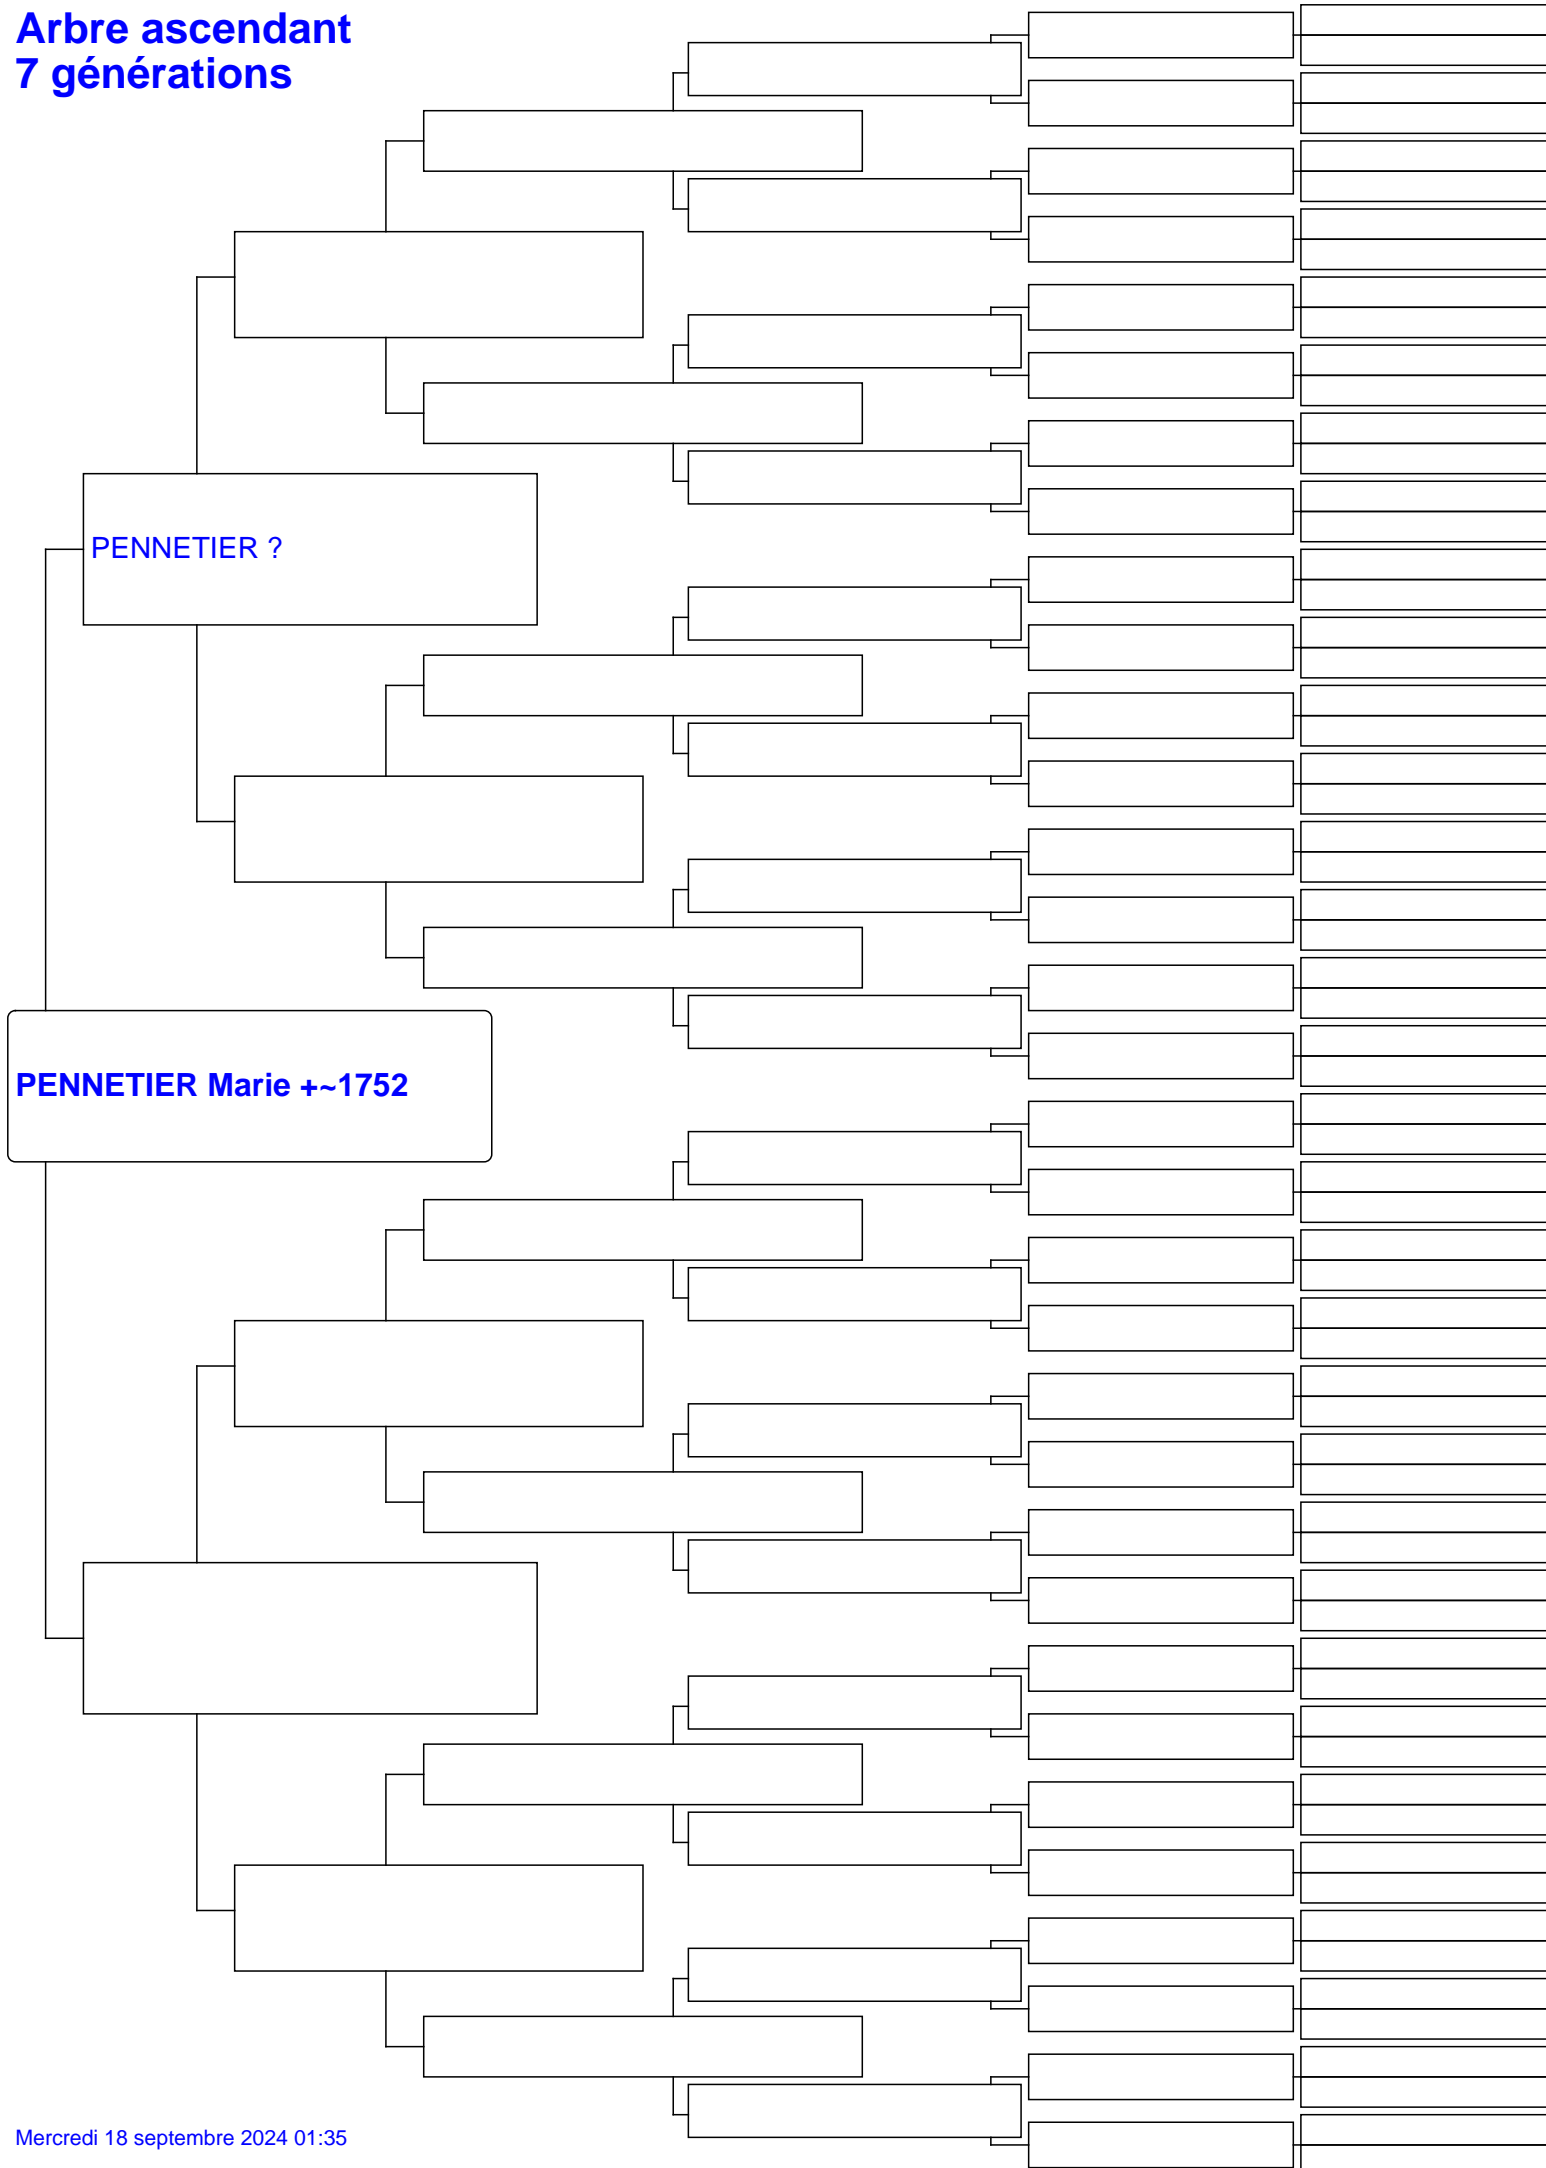 Arbre ascendant
7 générations
PENNETIER ?
PENNETIER Marie +~1752
Mercredi 18 septembre 2024 01:35